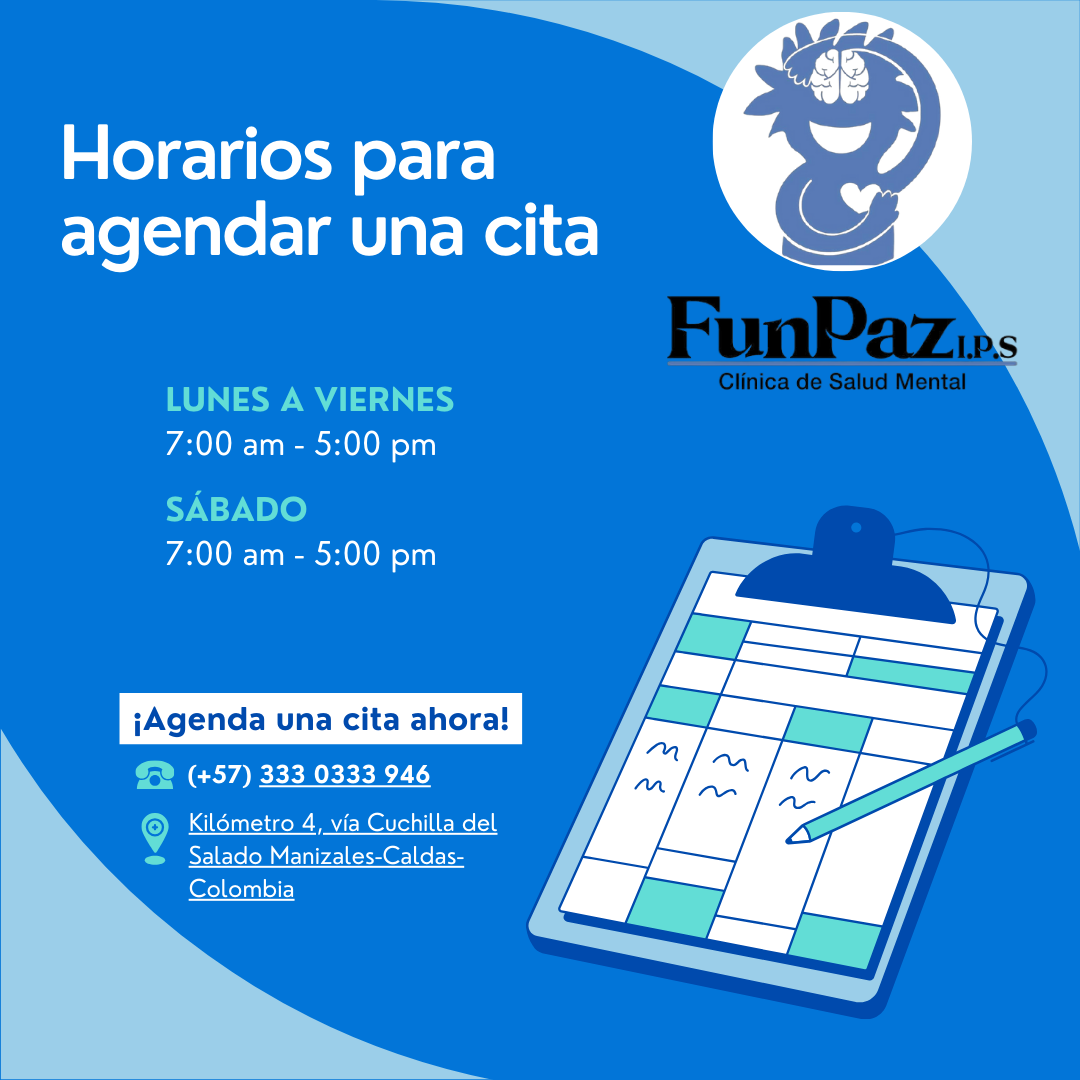 Horarios para
agendar una cita
FunPaz I.P.S
Clínica de Salud Mental
LUNES A VIERNES
7:00 am - 5:00 pm
SÁBADO
7:00 am - 5:00 pm
¡Agenda una cita ahora!
(+57) 333 0333 946
Kilómetro 4, vía Cuchilla del
Salado Manizales-Caldas-
Colombia